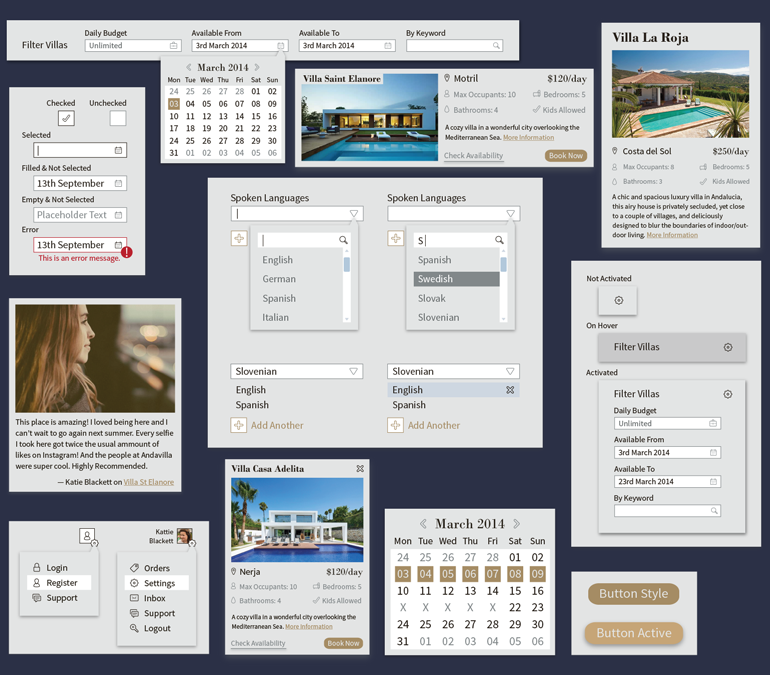 Filter Villas
Daily Budget
Unlimited
Available From
3rd March 2014
Available To
3rd March 2014
By Keyword
March 2014
Mon Tue Wed Thu Fri Sat Sun
24 25 26 27 28 01 02
03 04 05 06 07 08 09
10 11 12 13 14 15 16
17 18 19 20 21 22 23
24 25 26 27 28 29 30
31 01 02 03 04 05 06
Villa Saint Elanore
Motril $120/day
Max Occupants: 10 Bedrooms: 5
Bathrooms: 4 Kids Allowed
A cozy villa in a wonderful city overlooking the
Mediterranean Sea. More Information
Check Availability Book Now
Villa La Roja
Costa del Sol $250/day
Max Occupants: 8 Bedrooms: 5
Bathrooms: 3 Kids Allowed
A chic and spacious luxury villa in Andalucia,
this airy house is privately secluded, yet close
to a couple of villages, and deliciously
designed to blur the boundaries of indoor/out-
door living. More Information
Checked Unchecked
Selected
Filled & Not Selected
13th September
Empty & Not Selected
Placeholder Text
Error
13th September
This is an error message.
Spoken Languages
English
German
Spanish
Italian
Slovenian
English
Spanish
Add Another
Spoken Languages
S
Spanish
Swedish
Slovak
Slovenian
Slovenian
English
Spanish
Add Another
Not Activated
On Hover
Filter Villas
Activated
Filter Villas
Daily Budget
Unlimited
Available From
3rd March 2014
Available To
23rd March 2014
By Keyword
This place is amazing! I loved being here and I
can't wait to go again next summer. Every selfie
I took here got twice the usual ammount of
likes on Instagram! And the people at Andavilla
were super cool. Highly Recommended.
— Katie Blackett on Villa St Elanore
Login
Register
Support
Kattie
Blackett
Orders
Settings
Inbox
Support
Logout
Villa Casa Adelita
Nerja $120/day
Max Occupants: 10 Bedrooms: 5
Bathrooms: 4 Kids Allowed
A cozy villa in a wonderful city overlooking the
Mediterranean Sea. More Information
Check Availability Book Now
March 2014
Mon Tue Wed Thu Fri Sat Sun
24 25 26 27 28 01 02
03 04 05 06 07 08 09
10 11 12 13 14 15 16
X X X X X 22 23
24 25 26 27 28 29 30
31 01 02 03 04 05 06
Button Style
Button Active